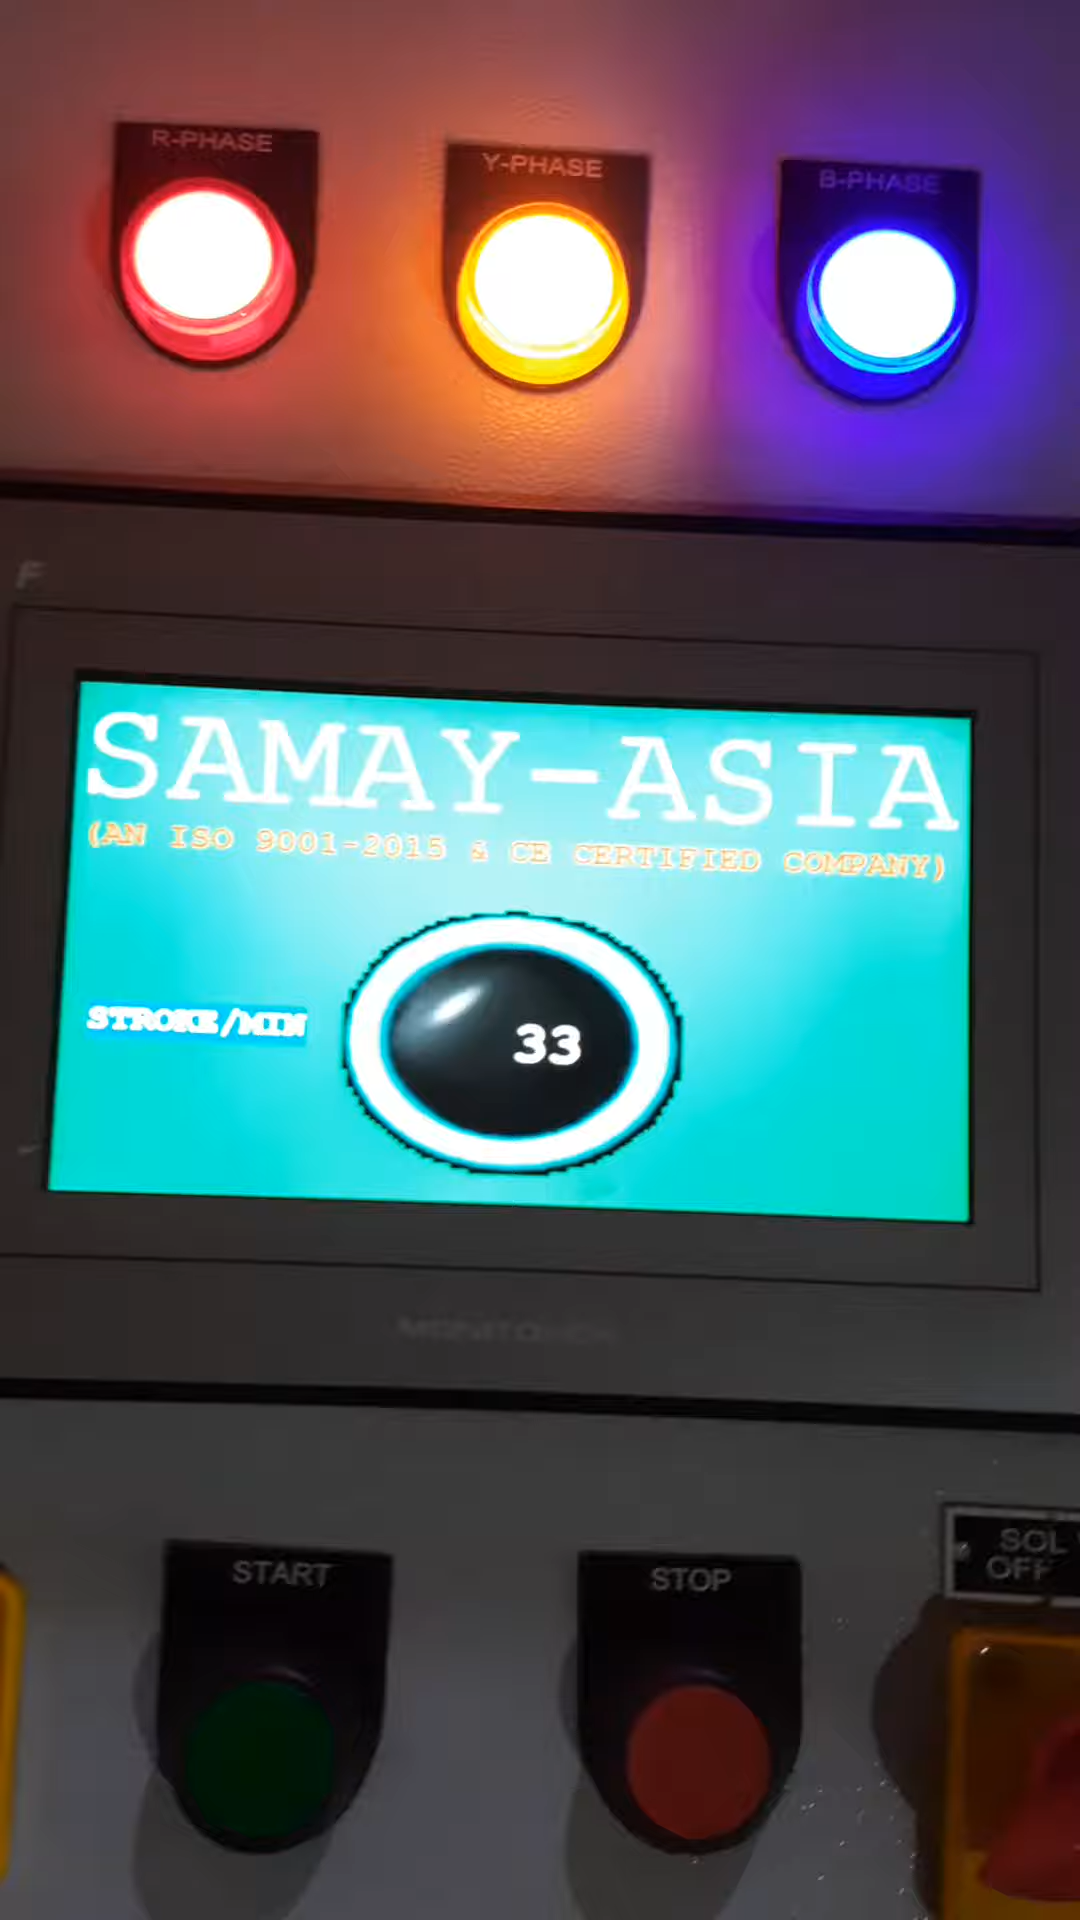 R-PHASE
Y-PHASE
B-PHASE
F
SAMAY-ASIA
(AN ISO 9001-2015 & CE CERTIFIED COMPANY)
STROKE/MIN
33
START
STOP
SOL
OFF